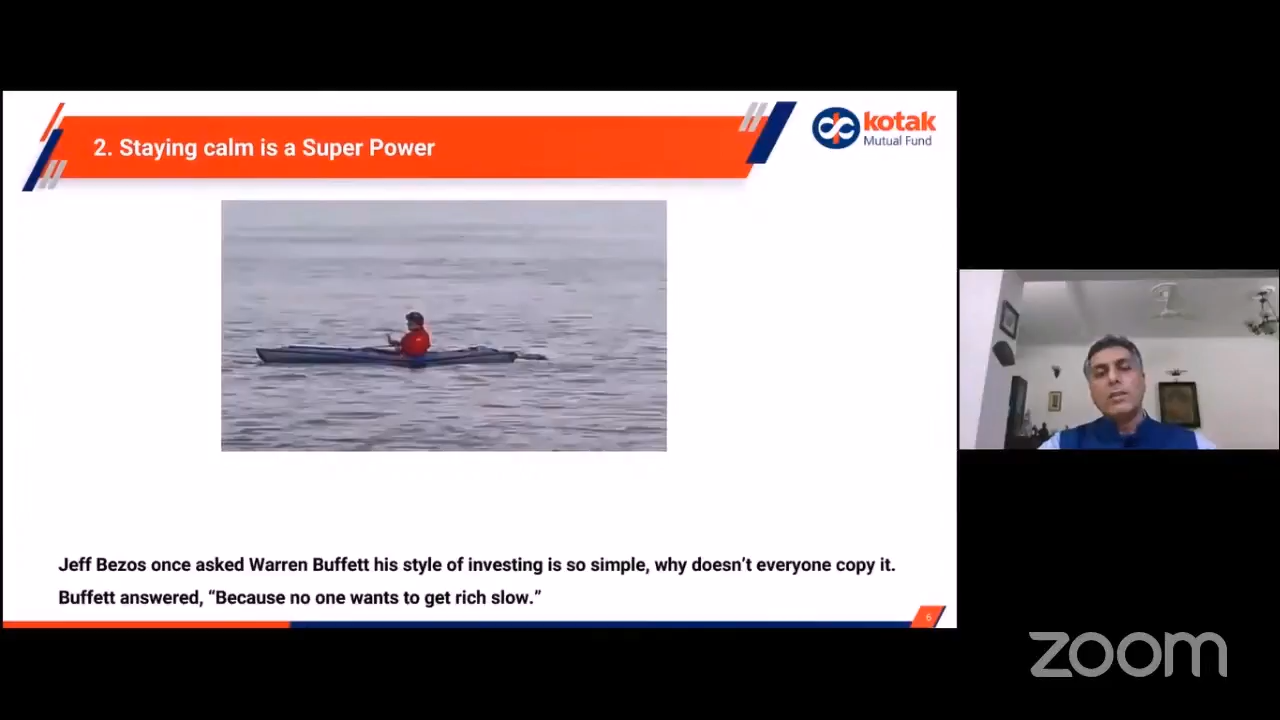 2. Staying calm is a Super Power
kotak
Mutual Fund
Jeff Bezos once asked Warren Buffett his style of investing is so simple, why doesn’t everyone copy it.
Buffett answered, “Because no one wants to get rich slow.”
6
zoom